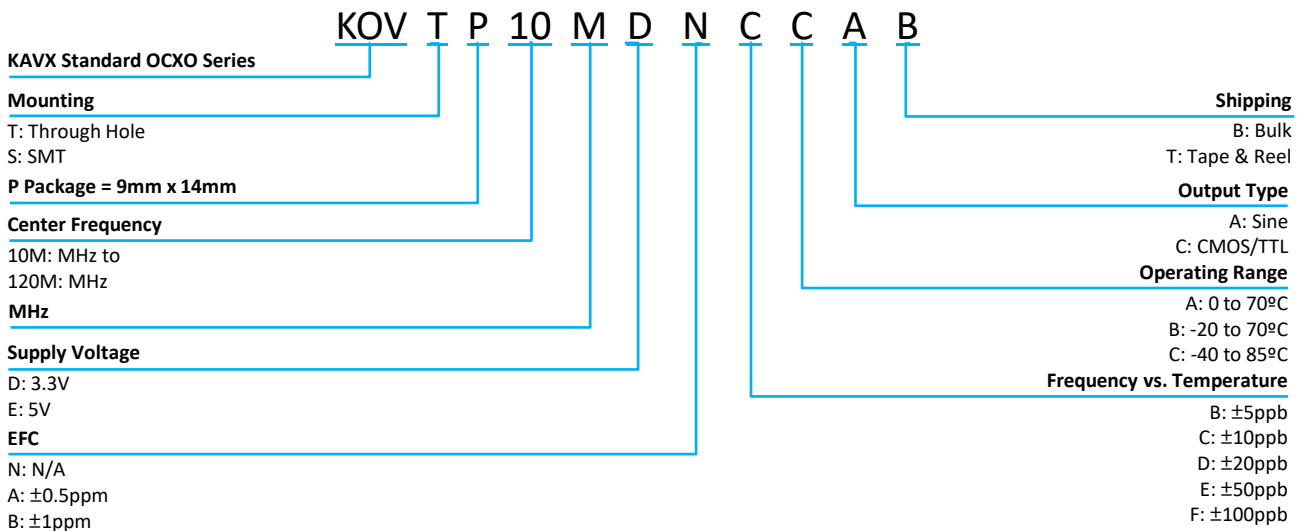 KOV T P 10 M D N C C A B
KAVX Standard OCXO Series
Mounting
T: Through Hole
S: SMT
P Package = 9mm x 14mm
Center Frequency
10M: MHz to
120M: MHz
MHz
Supply Voltage
D: 3.3V
E: 5V
EFC
N: N/A
A: ±0.5ppm
B: ±1ppm
Shipping
B: Bulk
T: Tape & Reel
Output Type
A: Sine
C: CMOS/TTL
Operating Range
A: 0 to 70ºC
B: -20 to 70ºC
C: -40 to 85ºC
Frequency vs. Temperature
B: ±5ppb
C: ±10ppb
D: ±20ppb
E: ±50ppb
F: ±100ppb